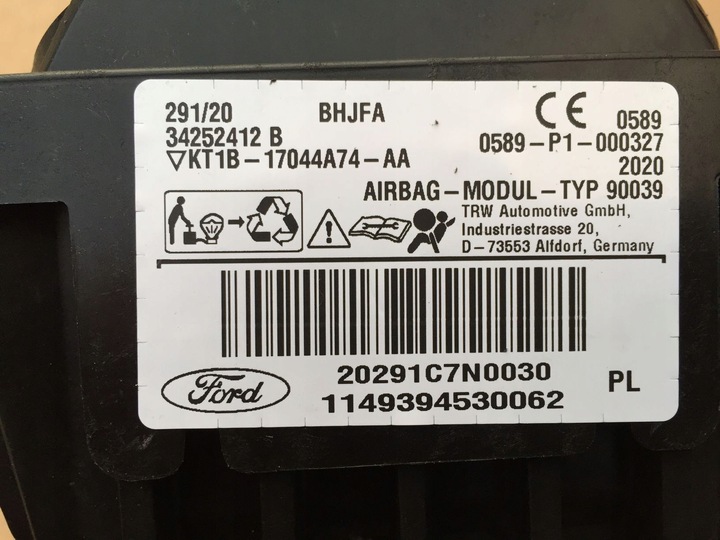 291/20 BHJFA CE 0589
34252412 B 0589-P1-000327
▽KT1B-17044A74-AA 2020
AIRBAG-MODUL-TYP 90039
TRW Automotive GmbH,
Industriestrasse 20,
D-73553 Alfdorf, Germany
20291C7N0030
Ford 1149394530062 PL